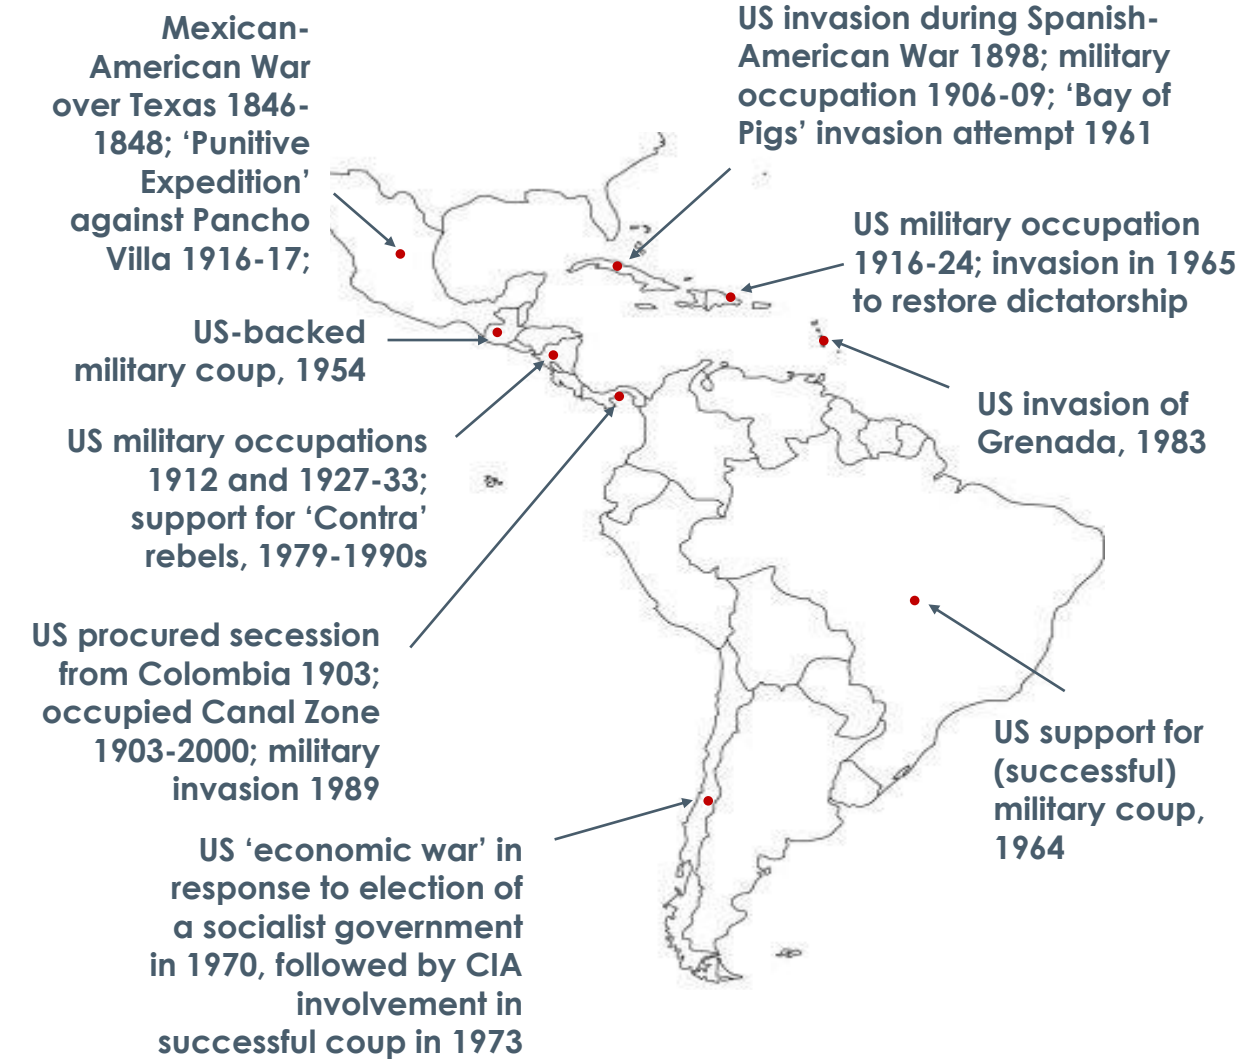 Mexican-
American War
over Texas 1846-
1848; ‘Punitive
Expedition’
against Pancho
Villa 1916-17;
US invasion during Spanish-
American War 1898; military
occupation 1906-09; ‘Bay of
Pigs’ invasion attempt 1961
US military occupation
1916-24; invasion in 1965
to restore dictatorship
US-backed
military coup, 1954
US invasion of
Grenada, 1983
US military occupations
1912 and 1927-33;
support for ‘Contra’
rebels, 1979-1990s
US procured secession
from Colombia 1903;
occupied Canal Zone
1903-2000; military
invasion 1989
US support for
(successful)
military coup,
1964
US ‘economic war’ in
response to election of
a socialist government
in 1970, followed by CIA
involvement in
successful coup in 1973